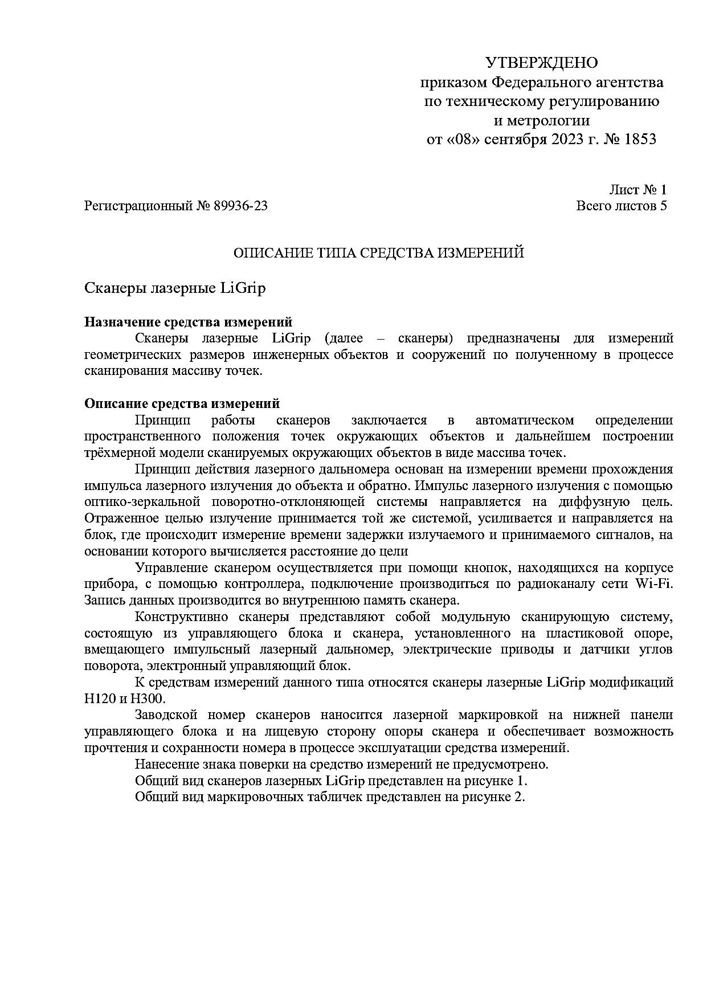 УТВЕРЖДЕНО
приказом Федерального агентства
по техническому регулированию
и метрологии
от «08» сентября 2023 г. № 1853
Лист № 1
Регистрационный № 89936-23 Всего листов 5
ОПИСАНИЕ ТИПА СРЕДСТВА ИЗМЕРЕНИЙ
Сканеры лазерные LiGrip
Назначение средства измерений
Сканеры лазерные LiGrip (далее – сканеры) предназначены для измерений
геометрических размеров инженерных объектов и сооружений по полученному в процессе
сканирования массиву точек.
Описание средства измерений
Принцип работы сканеров заключается в автоматическом определении
пространственного положения точек окружающих объектов и дальнейшем построении
трёхмерной модели сканируемых окружающих объектов в виде массива точек.
Принцип действия лазерного дальномера основан на измерении времени прохождения
импульса лазерного излучения до объекта и обратно. Импульс лазерного излучения с помощью
оптико-зеркальной поворотно-отклоняющей системы направляется на диффузную цель.
Отраженное целью излучение принимается той же системой, усиливается и направляется на
блок, где происходит измерение времени задержки излучаемого и принимаемого сигналов, на
основании которого вычисляется расстояние до цели
Управление сканером осуществляется при помощи кнопок, находящихся на корпусе
прибора, с помощью контроллера, подключение производиться по радиоканалу сети Wi-Fi.
Запись данных производится во внутреннюю память сканера.
Конструктивно сканеры представляют собой модульную сканирующую систему,
состоящую из управляющего блока и сканера, установленного на пластиковой опоре,
вмещающего импульсный лазерный дальномер, электрические приводы и датчики углов
поворота, электронный управляющий блок.
К средствам измерений данного типа относятся сканеры лазерные LiGrip модификаций
H120 и H300.
Заводской номер сканеров наносится лазерной маркировкой на нижней панели
управляющего блока и на лицевую сторону опоры сканера и обеспечивает возможность
прочтения и сохранности номера в процессе эксплуатации средства измерений.
Нанесение знака поверки на средство измерений не предусмотрено.
Общий вид сканеров лазерных LiGrip представлен на рисунке 1.
Общий вид маркировочных табличек представлен на рисунке 2.